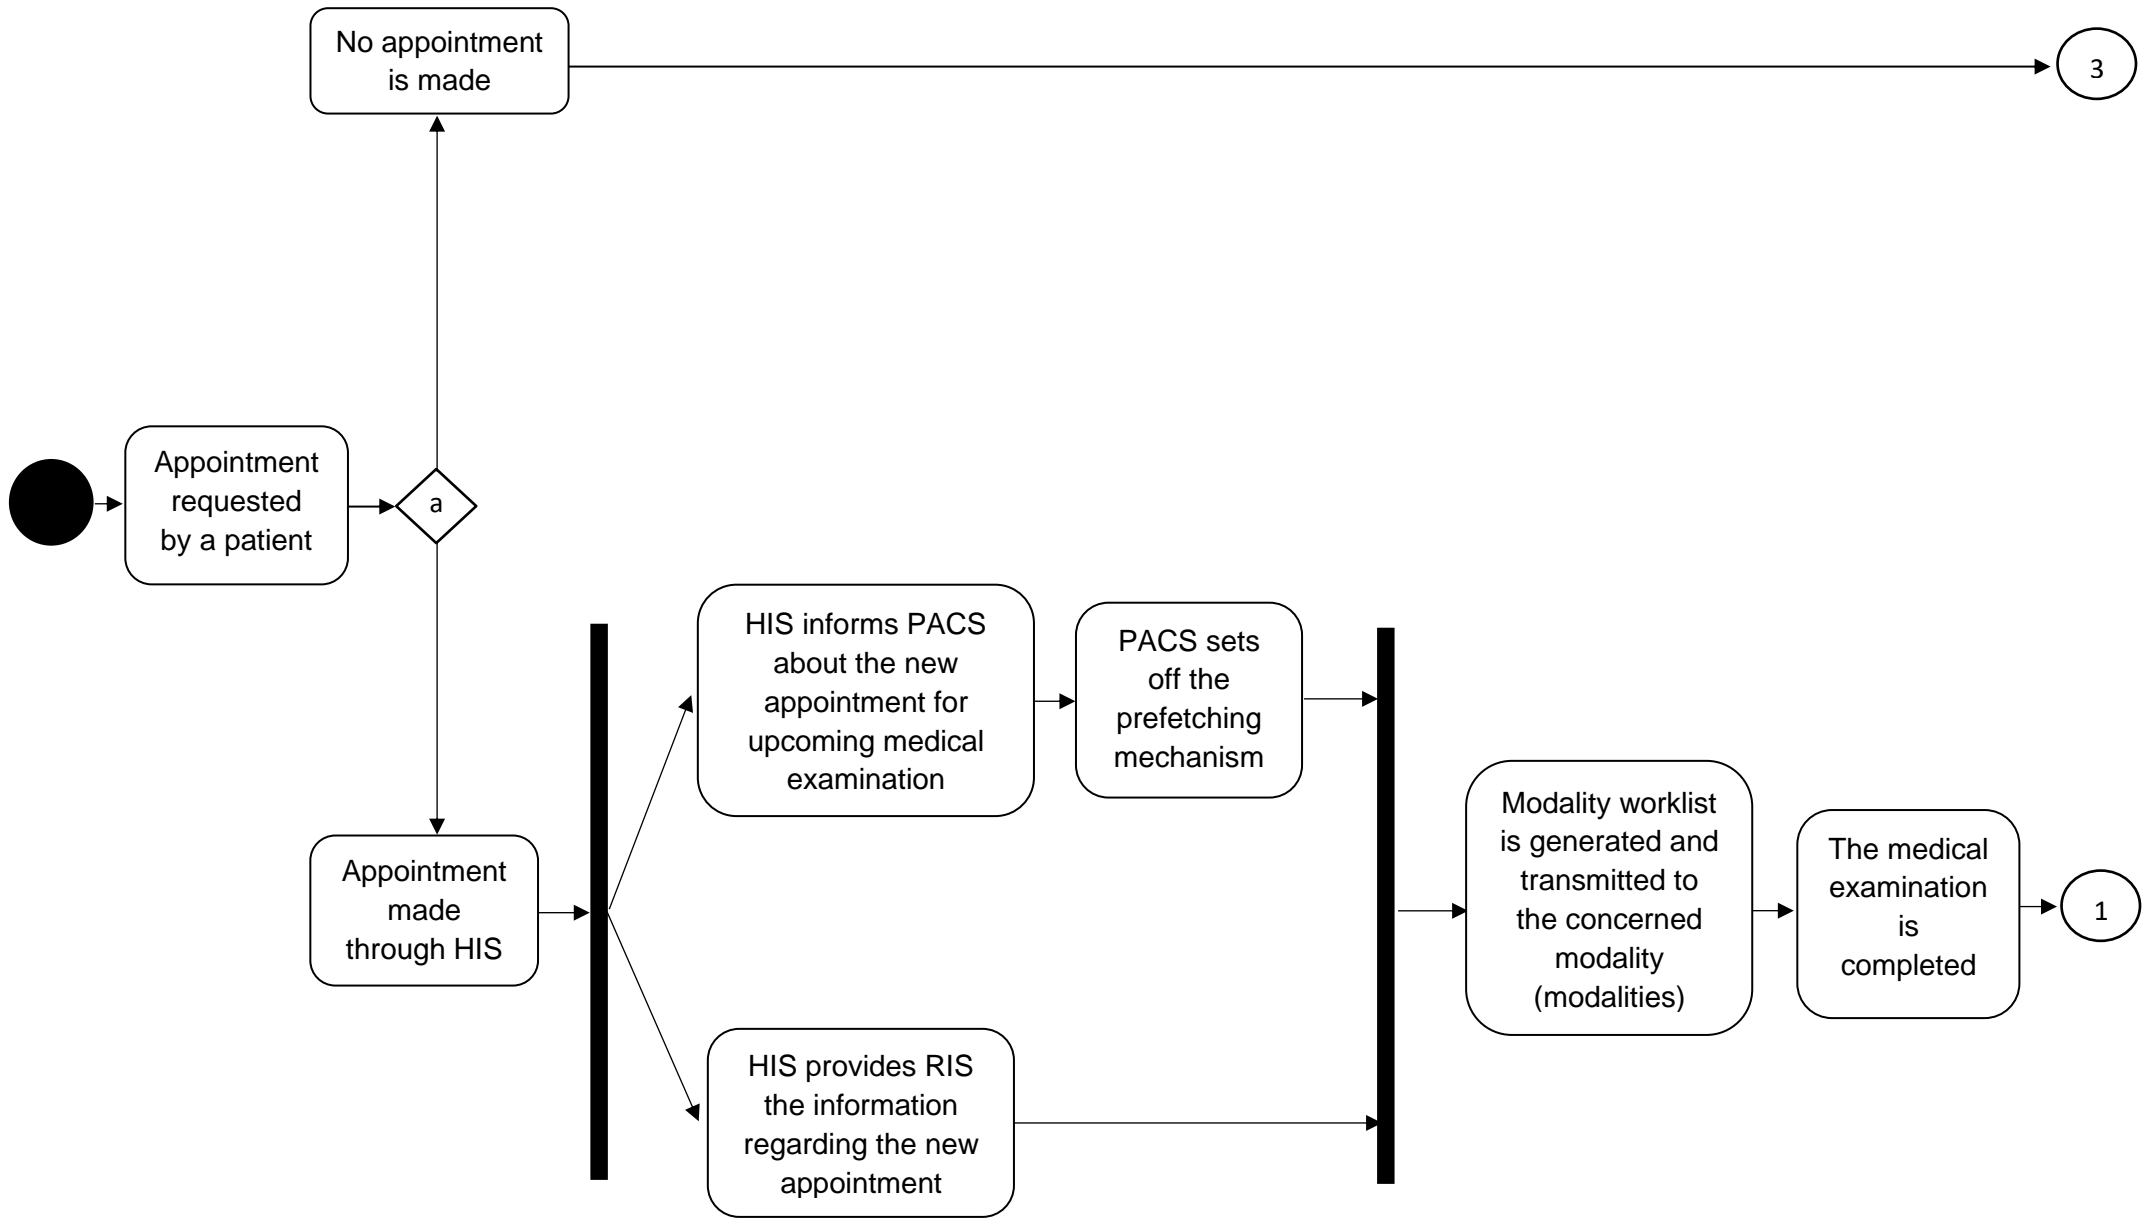 No appointment
is made
3
Appointment
requested
by a patient
a
HIS informs PACS
about the new
appointment for
upcoming medical
examination
PACS sets
off the
prefetching
mechanism
Appointment
made
through HIS
Modality worklist
is generated and
transmitted to
the concerned
modality
(modalities)
The medical
examination
is
completed
1
HIS provides RIS
the information
regarding the new
appointment